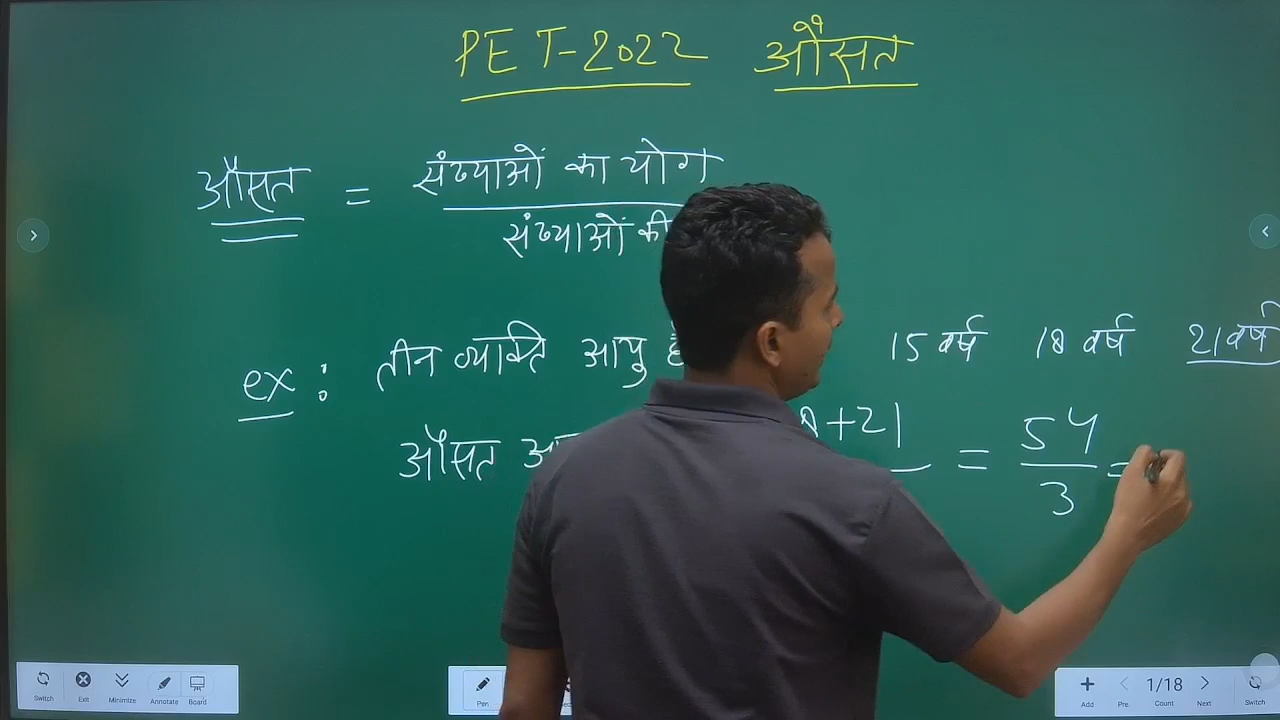 PET-2022 औसत
औसत = संख्याओं का योग
संख्याओं की
ex : तीन व्यक्ति आयु 15 वर्ष 18 वर्ष 21 वर्ष
औसत +21 = 54 =
3
Switch Exit Minimize Annotate Board Pen Add Pre. 1/18 Count Next Switch